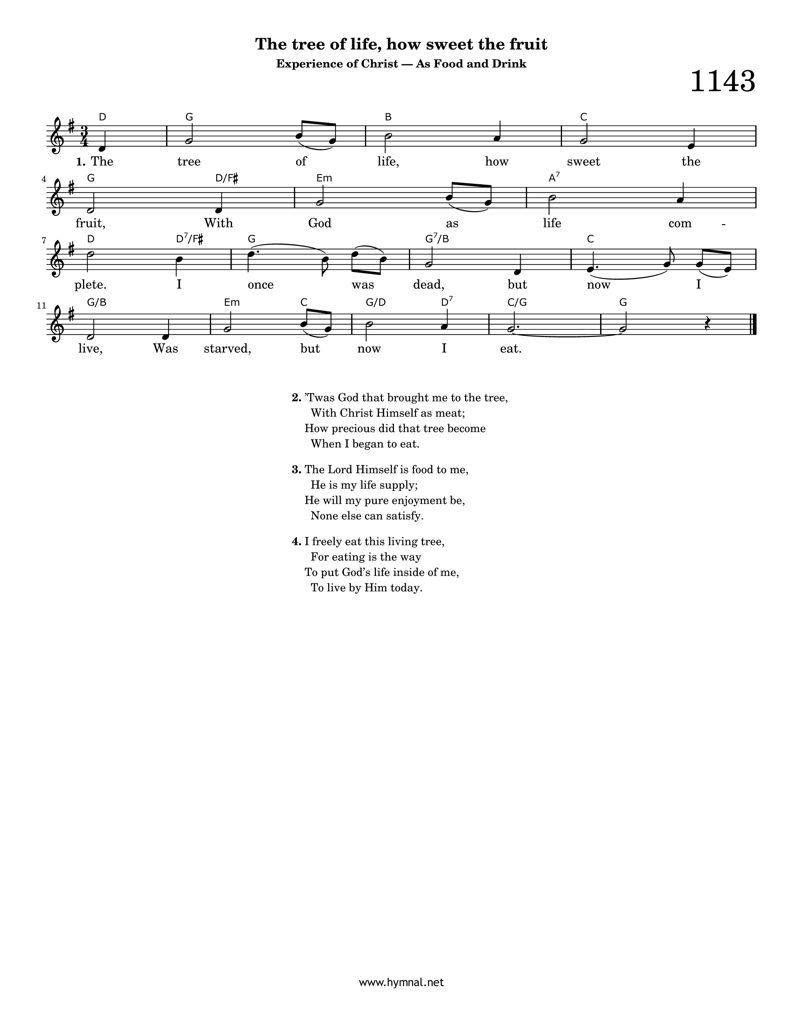 The tree of life, how sweet the fruit
Experience of Christ — As Food and Drink
1143
D G B C
3
4
1. The tree of life, how sweet the
4
G D/F♯ Em A7
fruit, With God as life com -
7
D D7/F♯ G G7/B C
plete. I once was dead, but now I
11
G/B Em C G/D D7 C/G G
live, Was starved, but now I eat.
2. 'Twas God that brought me to the tree,
With Christ Himself as meat;
How precious did that tree become
When I began to eat.
3. The Lord Himself is food to me,
He is my life supply;
He will my pure enjoyment be,
None else can satisfy.
4. I freely eat this living tree,
For eating is the way
To put God's life inside of me,
To live by Him today.
www.hymnal.net